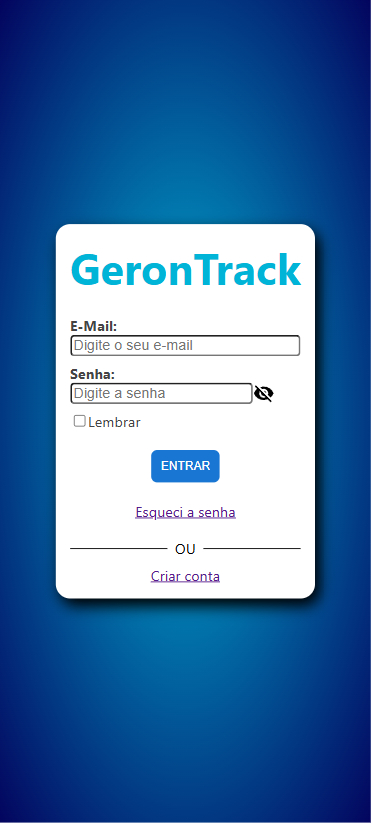 GeronTrack
E-Mail:
Digite o seu e-mail
Senha:
Digite a senha
Lembrar
ENTRAR
Esqueci a senha
OU
Criar conta